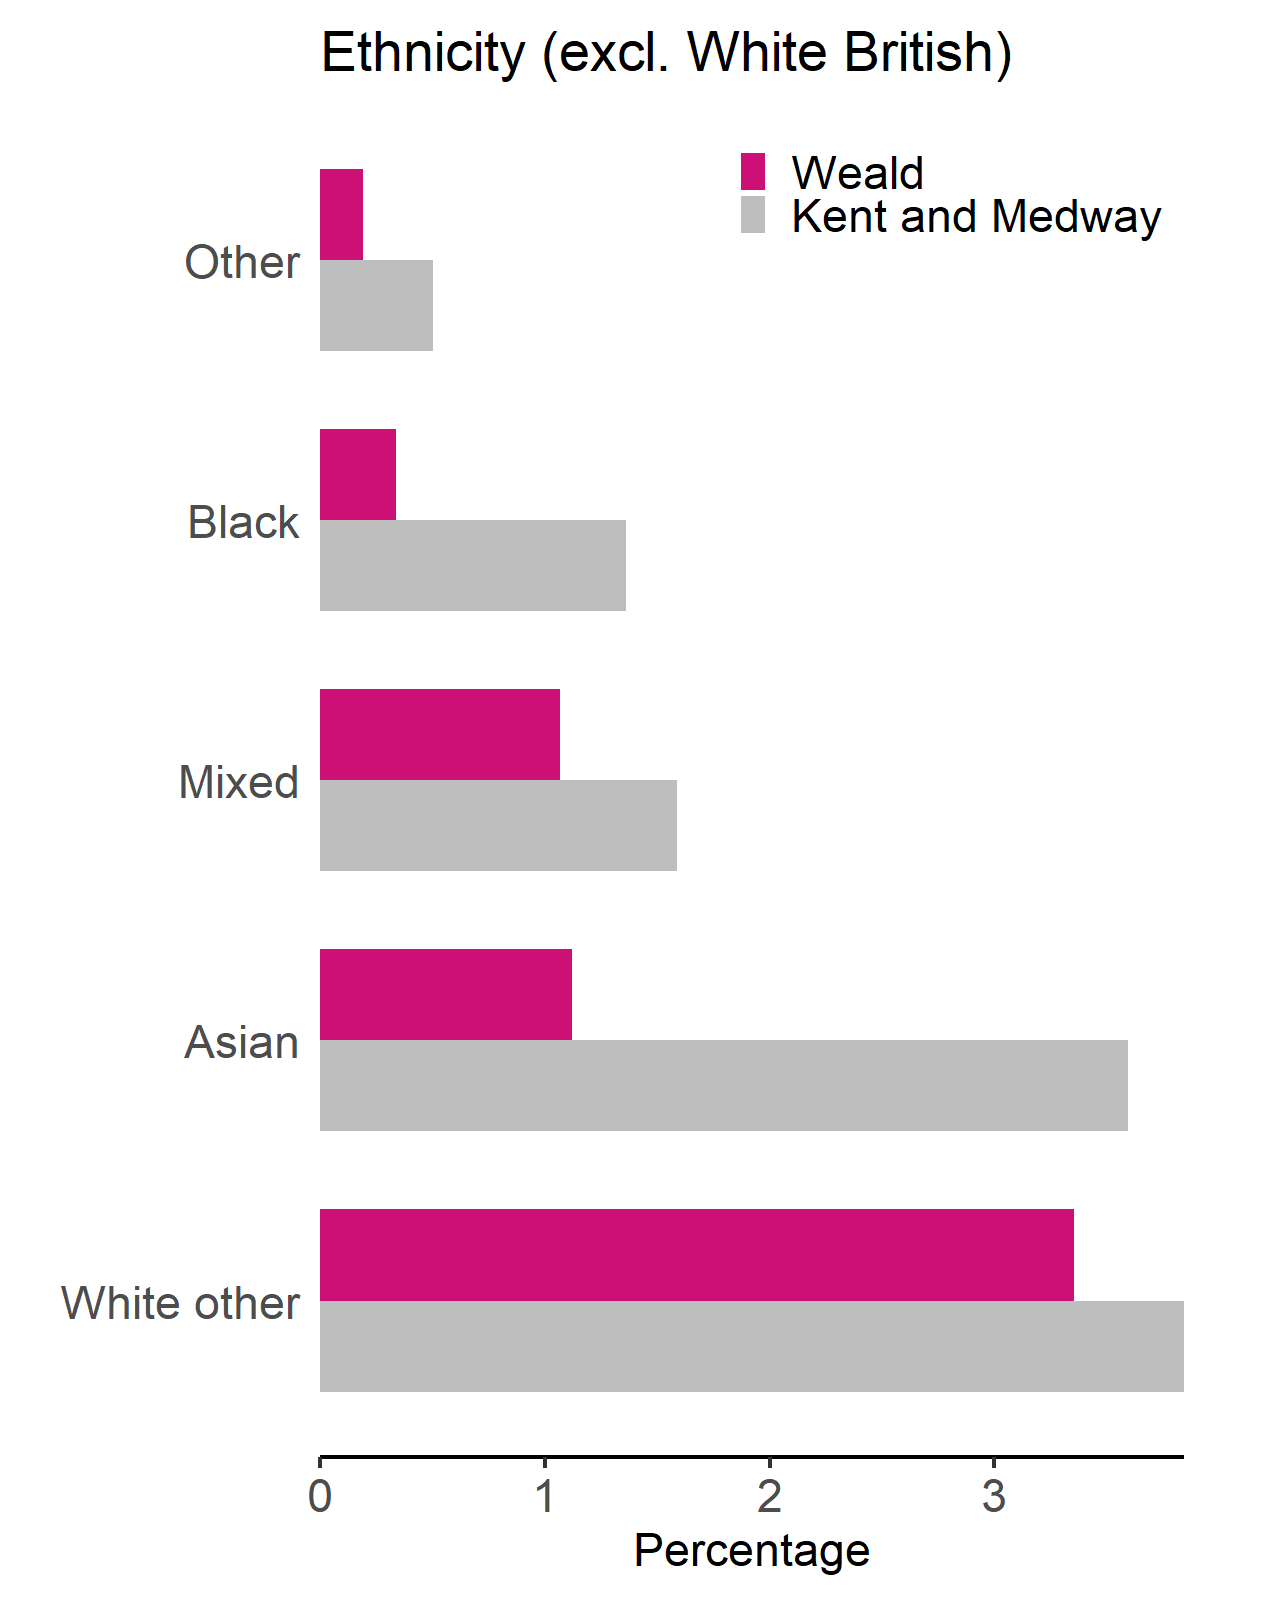 Ethnicity (excl. White British)
Weald
Kent and Medway
Other
Black
Mixed
Asian
White other
0 1 2 3
Percentage